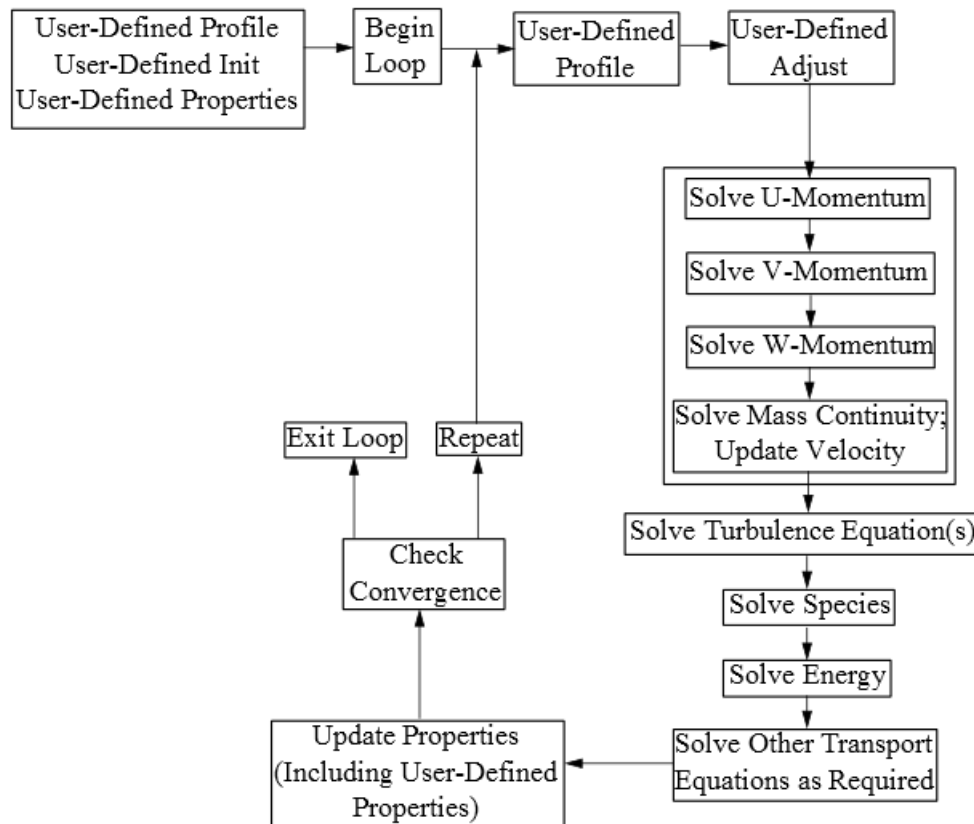 User-Defined Profile
User-Defined Init
User-Defined Properties
Begin
Loop
User-Defined
Profile
User-Defined
Adjust
Solve U-Momentum
Solve V-Momentum
Solve W-Momentum
Solve Mass Continuity;
Update Velocity
Solve Turbulence Equation(s)
Solve Species
Solve Energy
Solve Other Transport
Equations as Required
Update Properties
(Including User-Defined
Properties)
Check
Convergence
Exit Loop
Repeat